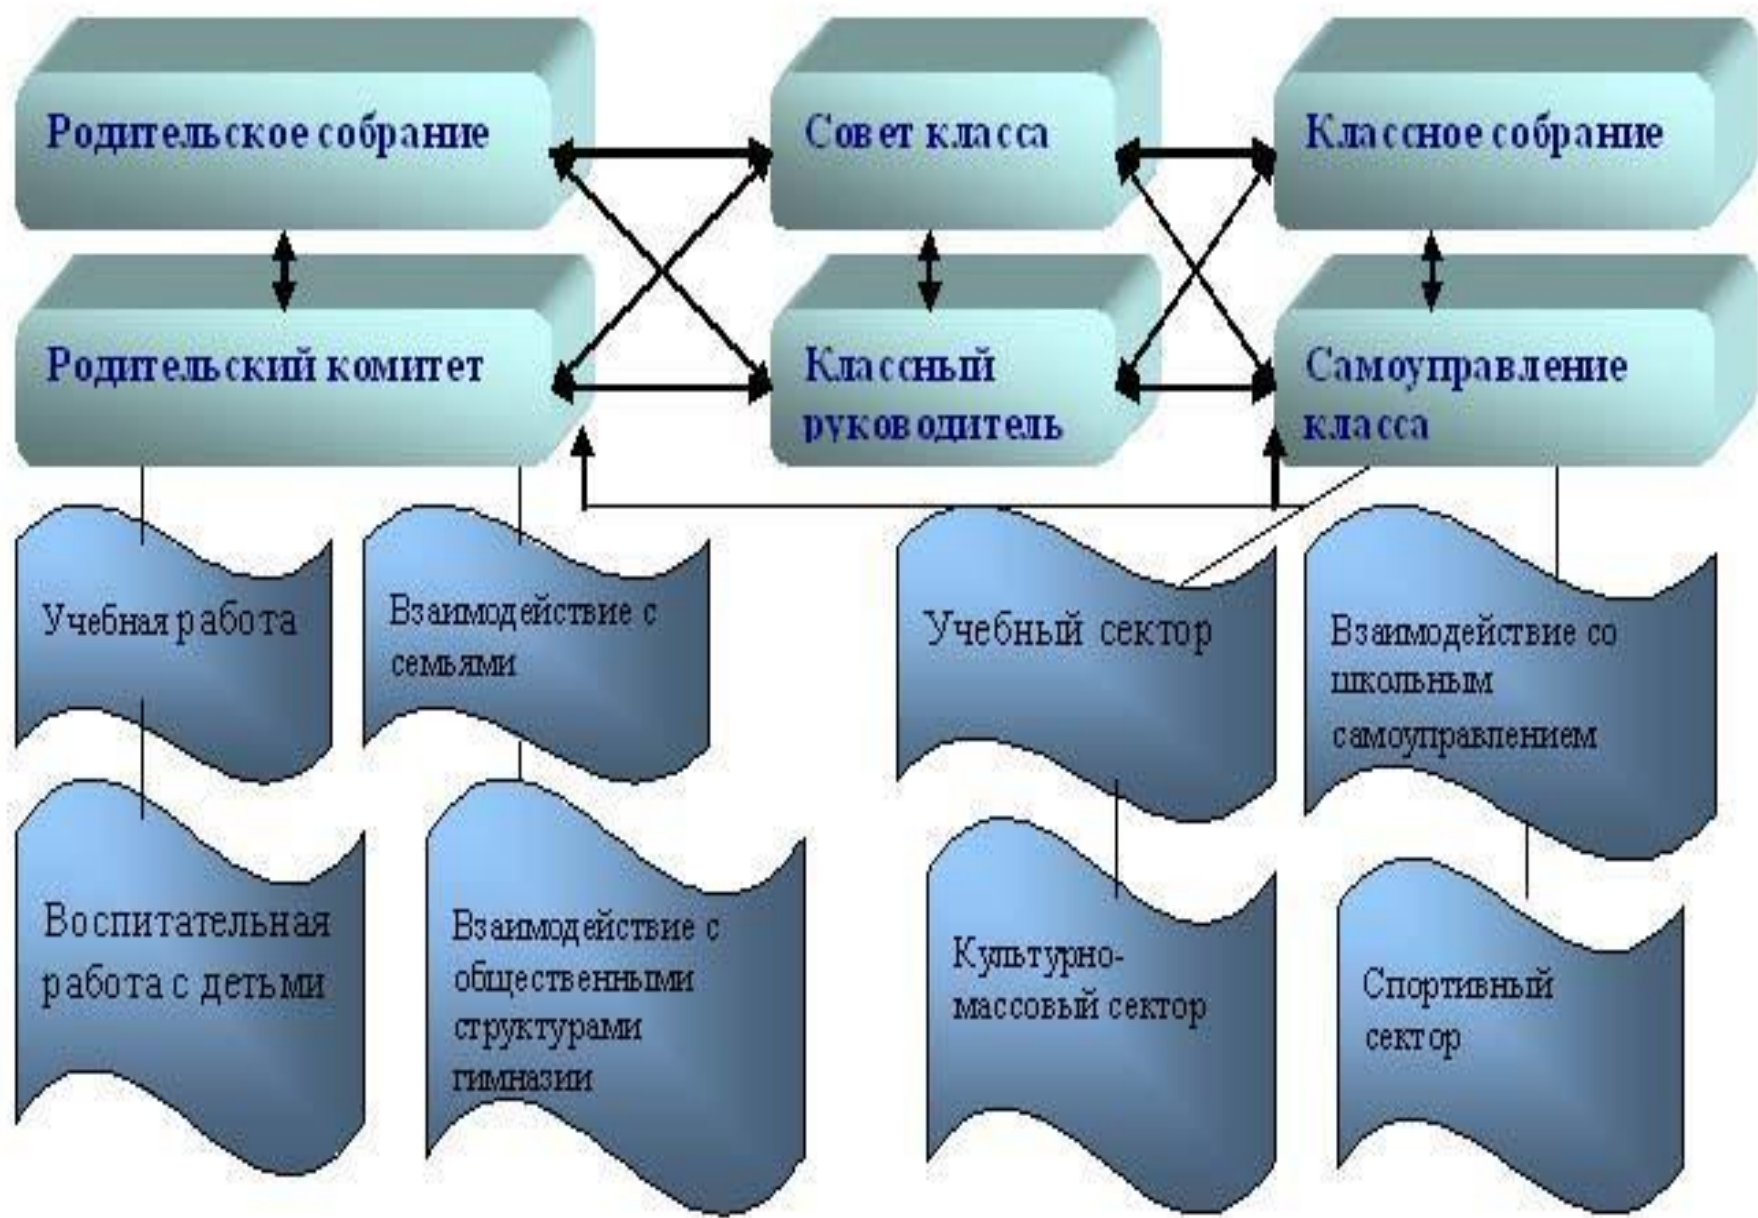 Родительское собрание
Совет класса
Классное собрание
Родительский комитет
Классный
руководитель
Самоуправление
класса
Учебная работа
Взаимодействие с
семьями
Учебный сектор
Взаимодействие со
школьным
самоуправлением
Воспитательная
работа с детьми
Взаимодействие с
общественными
структурами
гимназии
Культурно-
массовый сектор
Спортивный
сектор